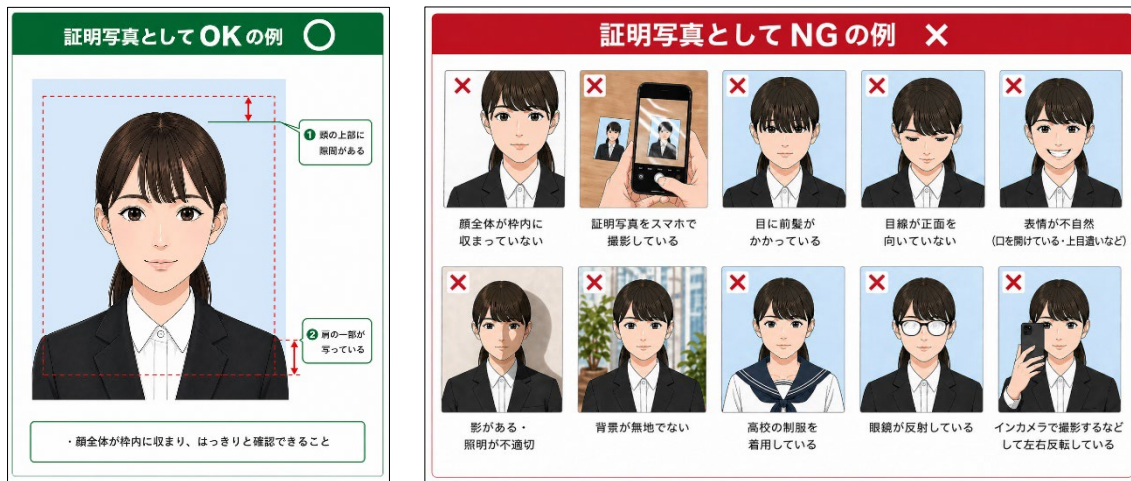 証明写真としてOKの例 ○
❶ 頭の上部に
隙間がある
❷ 肩の一部が
写っている
・顔全体が枠内に収まり、はっきりと確認できること
証明写真としてNGの例 ×
顔全体が枠内に
収まっていない
証明写真をスマホで
撮影している
目に前髪が
かかっている
目線が正面を
向いていない
表情が不自然
(口を開けている・上目遣いなど)
影がある・
照明が不適切
背景が無地でない
高校の制服を
着用している
眼鏡が反射している
インカメラで撮影するなど
して左右反転している